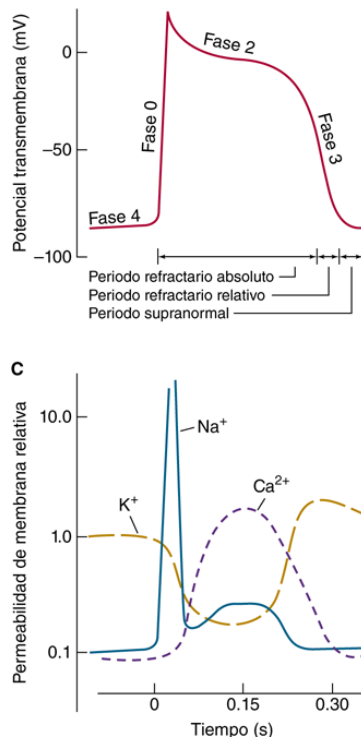 Potencial transmembrana (mV)
0
−50
−100
Fase 0
Fase 2
Fase 3
Fase 4
Periodo refractario absoluto
Periodo refractario relativo
Periodo supranormal
C
Permeabilidad de membrana relativa
10.0
1.0
0.1
K+
Na+
Ca2+
0
0.15
0.30
Tiempo (s)